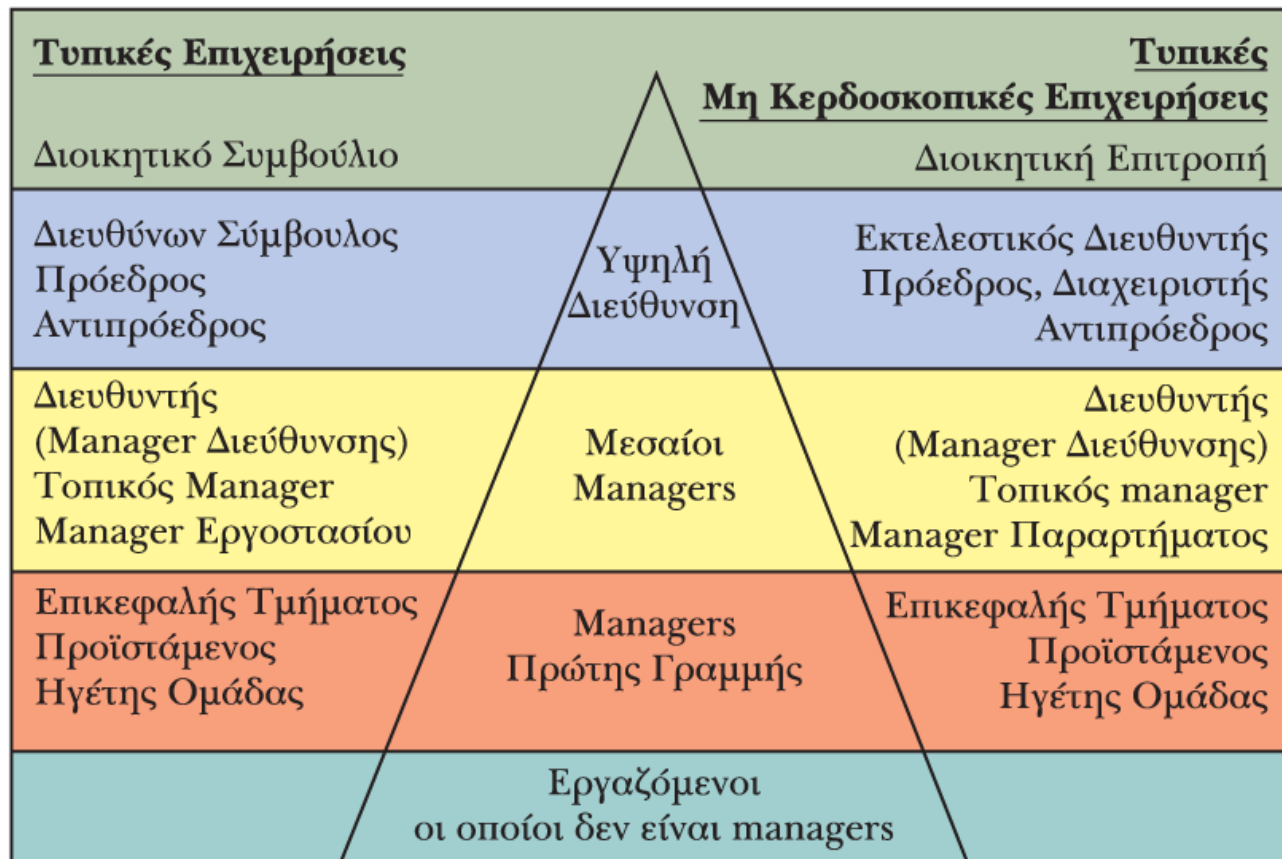 Τυπικές Επιχειρήσεις
Τυπικές
Μη Κερδοσκοπικές Επιχειρήσεις
Διοικητικό Συμβούλιο
Διοικητική Επιτροπή
Διευθύνων Σύμβουλος
Πρόεδρος
Αντιπρόεδρος
Υψηλή
Διεύθυνση
Εκτελεστικός Διευθυντής
Πρόεδρος, Διαχειριστής
Αντιπρόεδρος
Διευθυντής
(Manager Διεύθυνσης)
Τοπικός Manager
Manager Εργοστασίου
Μεσαίοι
Managers
Διευθυντής
(Manager Διεύθυνσης)
Τοπικός manager
Manager Παραρτήματος
Επικεφαλής Τμήματος
Προϊστάμενος
Ηγέτης Ομάδας
Managers
Πρώτης Γραμμής
Επικεφαλής Τμήματος
Προϊστάμενος
Ηγέτης Ομάδας
Εργαζόμενοι
οι οποίοι δεν είναι managers